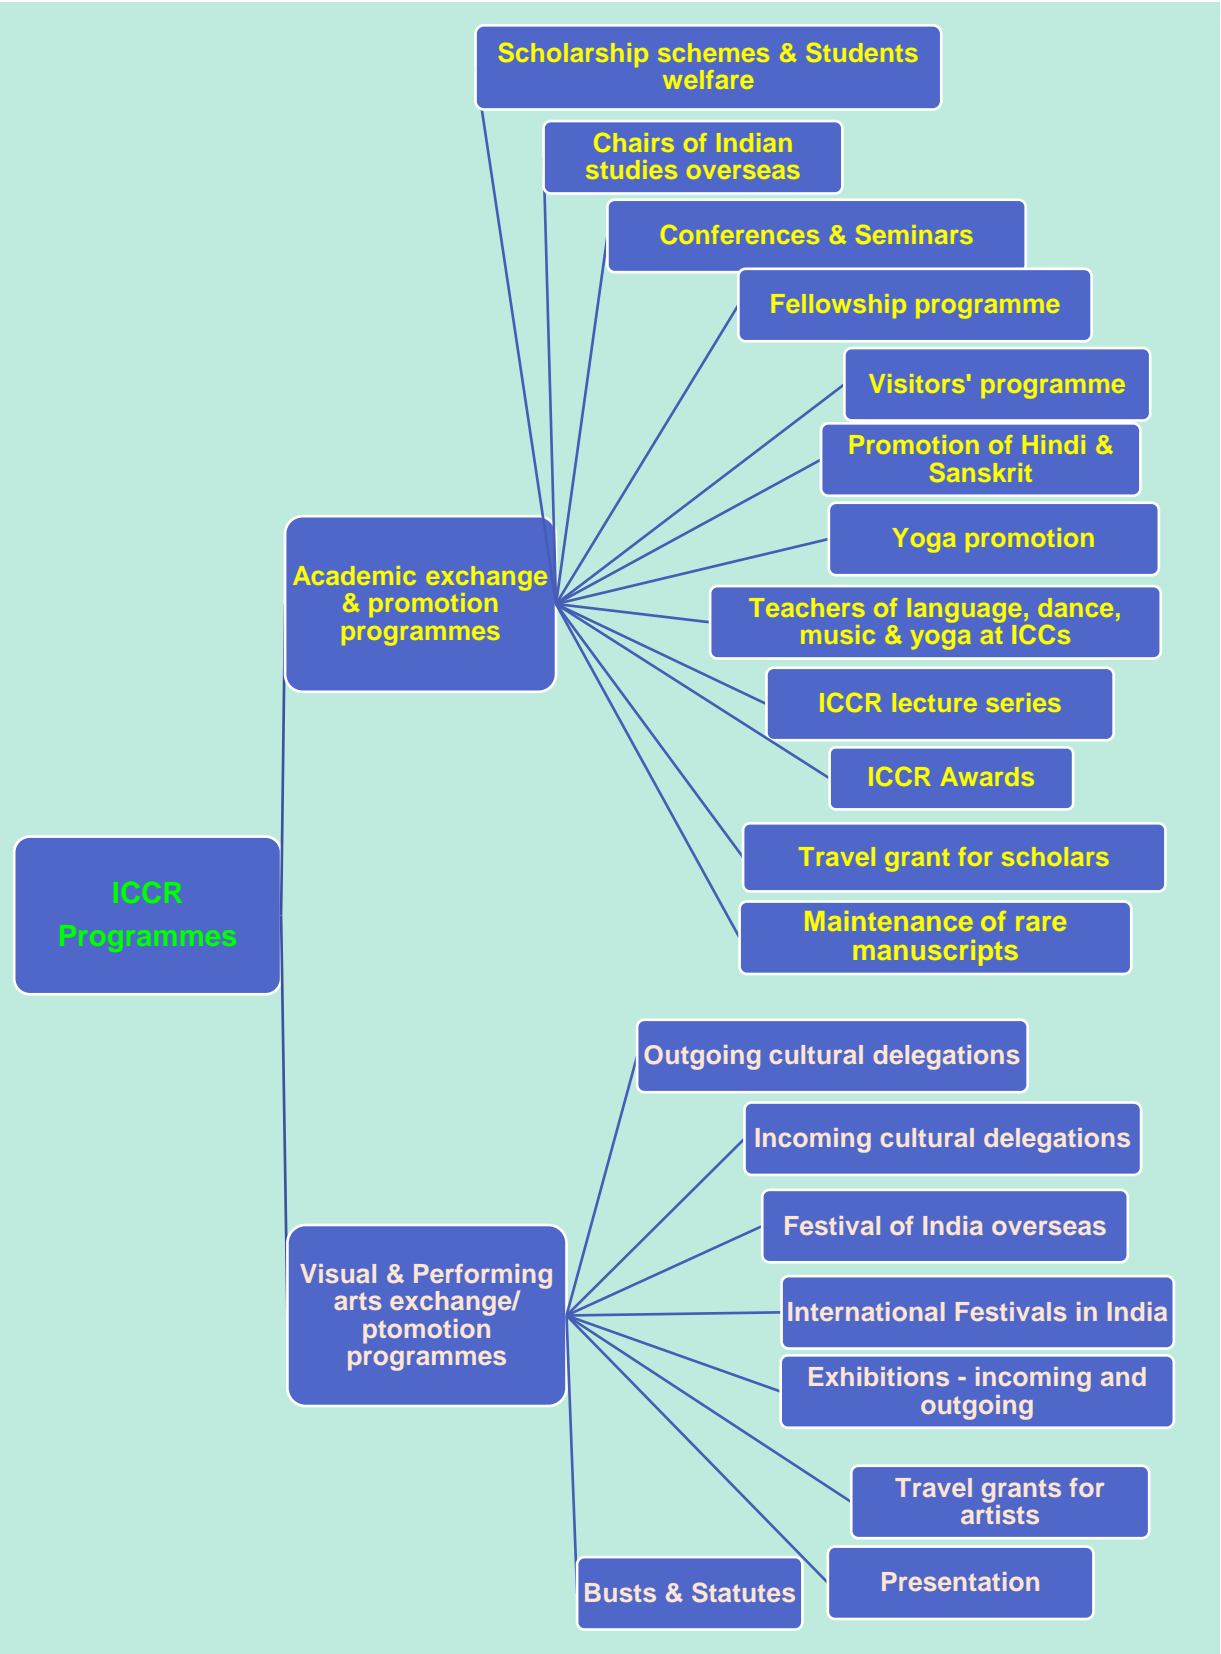 Scholarship schemes & Students
welfare
Chairs of Indian
studies overseas
Conferences & Seminars
Fellowship programme
Visitors' programme
Promotion of Hindi &
Sanskrit
Yoga promotion
Academic exchange
& promotion
programmes
Teachers of language, dance,
music & yoga at ICCs
ICCR lecture series
ICCR Awards
Travel grant for scholars
ICCR
Programmes
Maintenance of rare
manuscripts
Outgoing cultural delegations
Incoming cultural delegations
Festival of India overseas
Visual & Performing
arts exchange/
ptomotion
programmes
International Festivals in India
Exhibitions - incoming and
outgoing
Travel grants for
artists
Presentation
Busts & Statutes